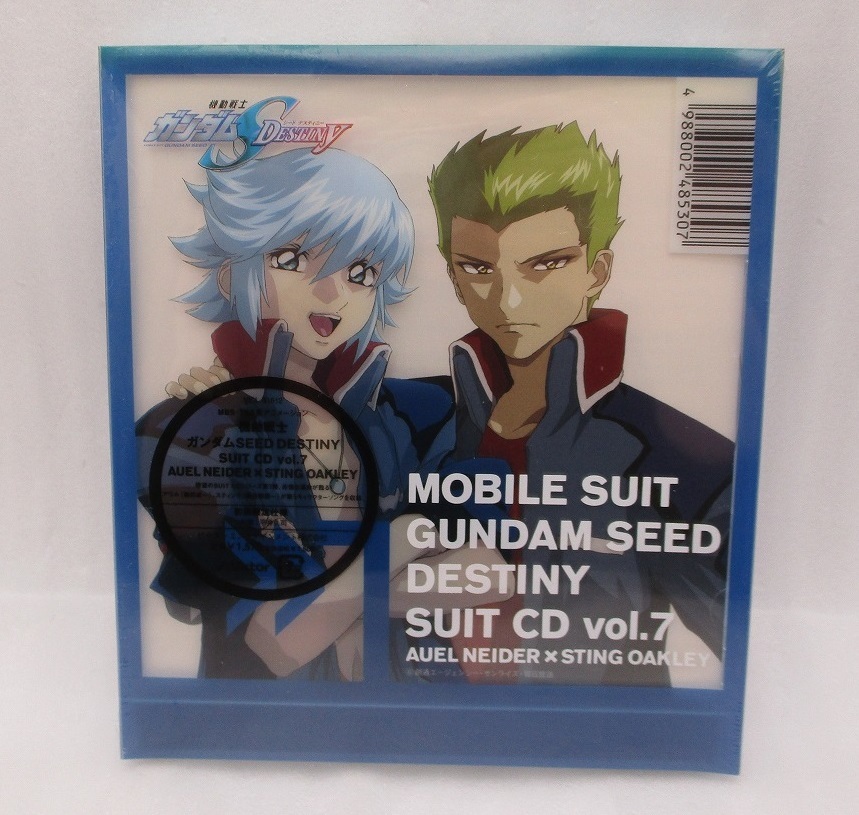 機動戦士
ガンダムSEED DESTINY
4 988002 485307
機動戦士
ガンダムSEED DESTINY
SUIT CD vol.7
AUEL NEIDER × STING OAKLEY
MOBILE SUIT
GUNDAM SEED
DESTINY
SUIT CD vol.7
AUEL NEIDER × STING OAKLEY